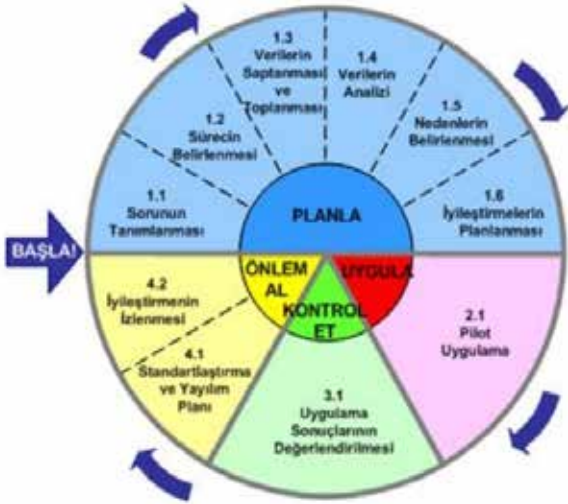 BAŞLA!
1.1
Sorunun
Tanımlanması
1.2
Sürecin
Belirlenmesi
1.3
Verilerin
Saptanması
ve
Toplanması
1.4
Verilerin
Analizi
1.5
Nedenlerin
Belirlenmesi
1.6
İyileştirmelerin
Planlanması
PLANLA
UYGULA
KONTROL
ET
ÖNLEM
AL
2.1
Pilot
Uygulama
3.1
Uygulama
Sonuçlarının
Değerlendirilmesi
4.1
Standartlaştırma
ve Yayılım
Planı
4.2
İyileştirmenin
İzlenmesi